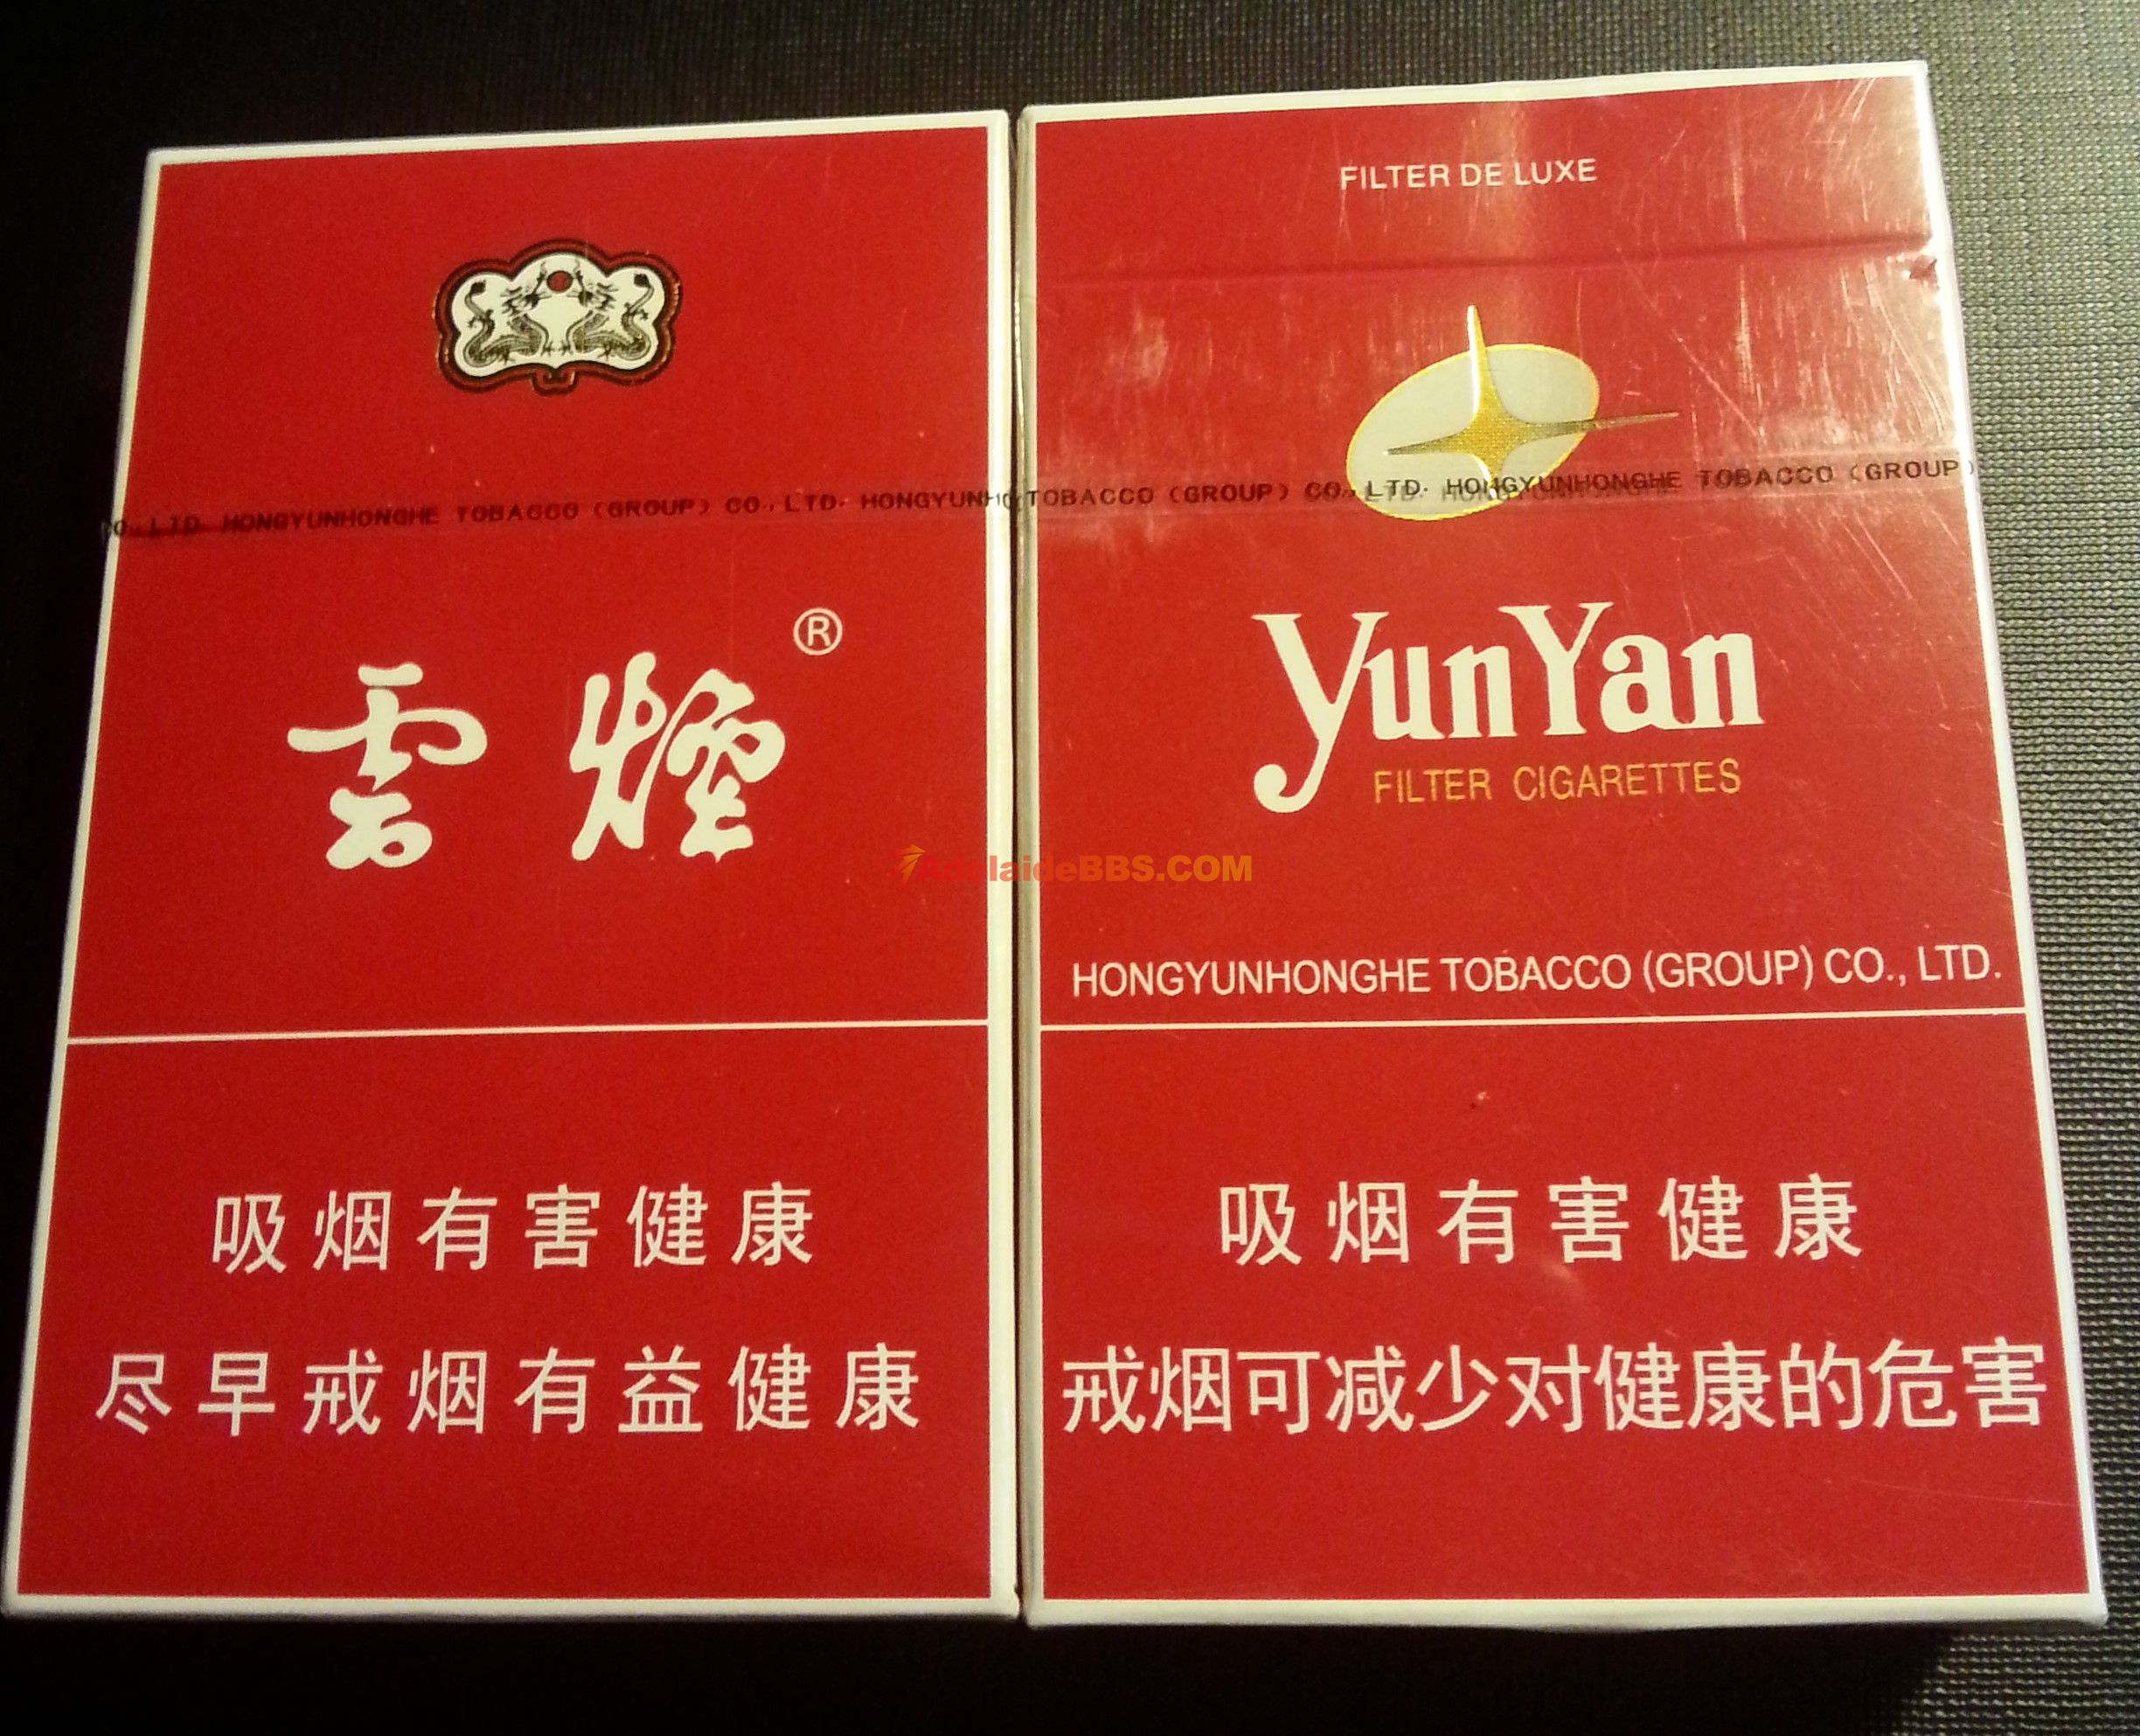 CO., LTD. HONGYUNHONGHE TOBACCO (GROUP) CO., LTD. HONGYUNHO
雲煙®
吸烟有害健康
尽早戒烟有益健康
FILTER DE LUXE
TOBACCO (GROUP) CO., LTD. HONGYUNHONGHE TOBACCO (GROUP)
YunYan
FILTER CIGARETTES
HONGYUNHONGHE TOBACCO (GROUP) CO., LTD.
吸烟有害健康
戒烟可减少对健康的危害
AdelaideBBS.COM